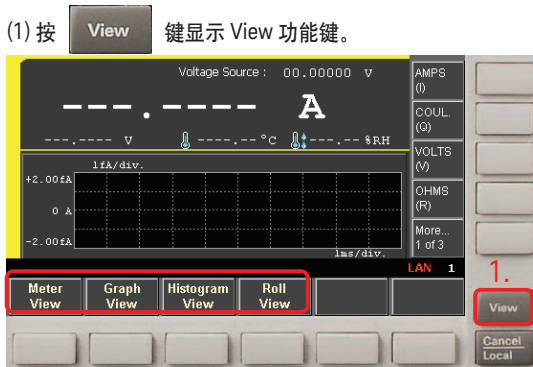 (1) 按 View 键显示 View 功能键。
Voltage Source : 00.00000 V
AMPS
(I)
---.---- A
COUL.
(Q)
---.---- V ----.--°C ---.-- %RH
VOLTS
(V)
1fA/div.
+2.00fA
OHMS
(R)
0 A
More...
1 of 3
-2.00fA
1ms/div.
LAN 1
1.
Meter
View
Graph
View
Histogram
View
Roll
View
View
Cancel
Local